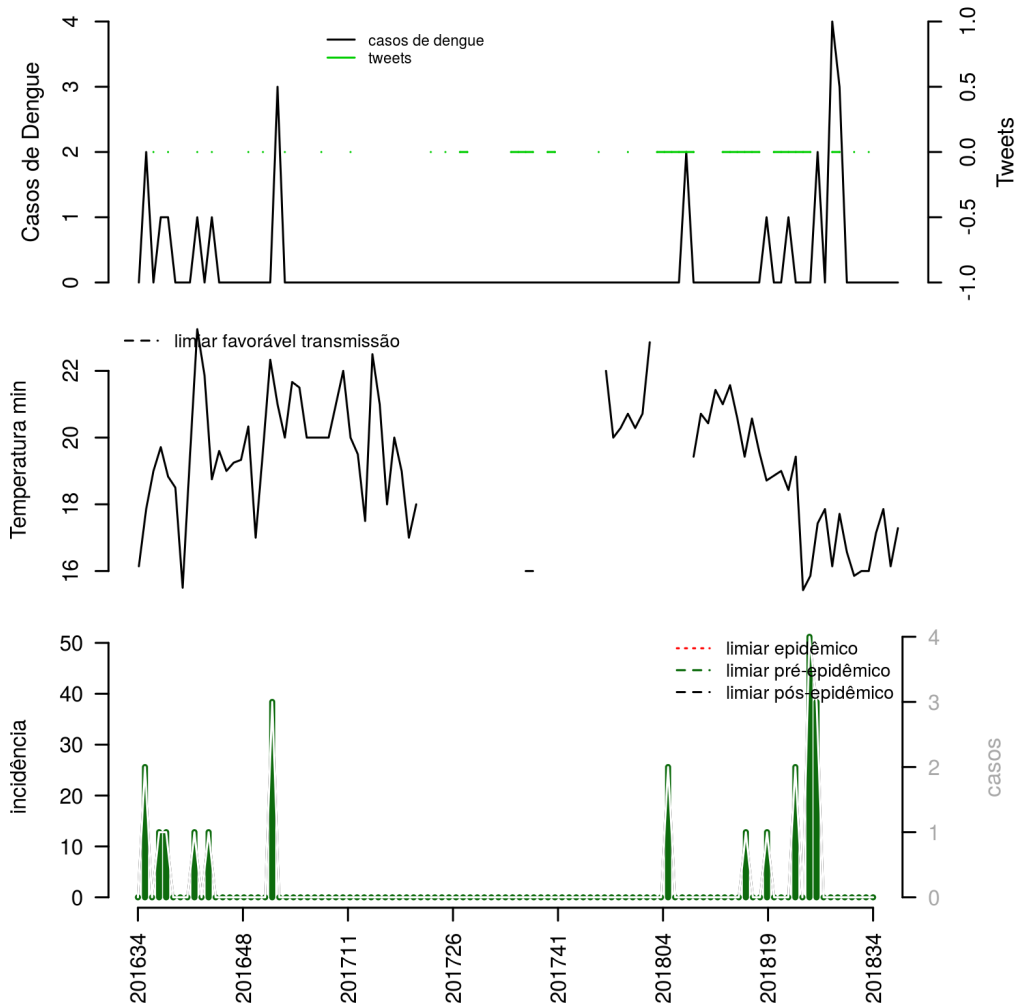 casos de dengue
tweets
Casos de Dengue
0 1 2 3 4
Tweets
-1.0 -0.5 0.0 0.5 1.0
limiar favorável transmissão
Temperatura min
16 18 20 22
limiar epidêmico
limiar pré-epidêmico
limiar pós-epidêmico
incidência
0 10 20 30 40 50
casos
0 1 2 3 4
201634 201648 201711 201726 201741 201804 201819 201834